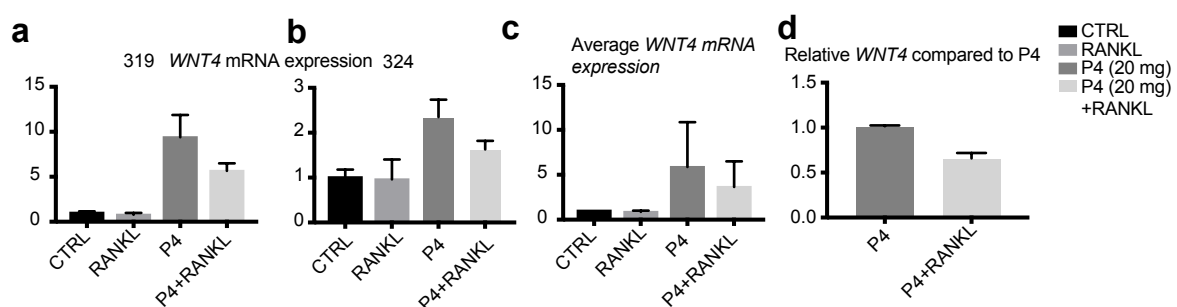 a
319 WNT4 mRNA expression 324
15
10
5
0
CTRL
RANKL
P4
P4+RANKL
b
3
2
1
0
CTRL
RANKL
P4
P4+RANKL
c
Average WNT4 mRNA
expression
15
10
5
0
CTRL
RANKL
P4
P4+RANKL
d
Relative WNT4 compared to P4
1.5
1.0
0.5
0.0
P4
P4+RANKL
CTRL
RANKL
P4 (20 mg)
P4 (20 mg)
+RANKL